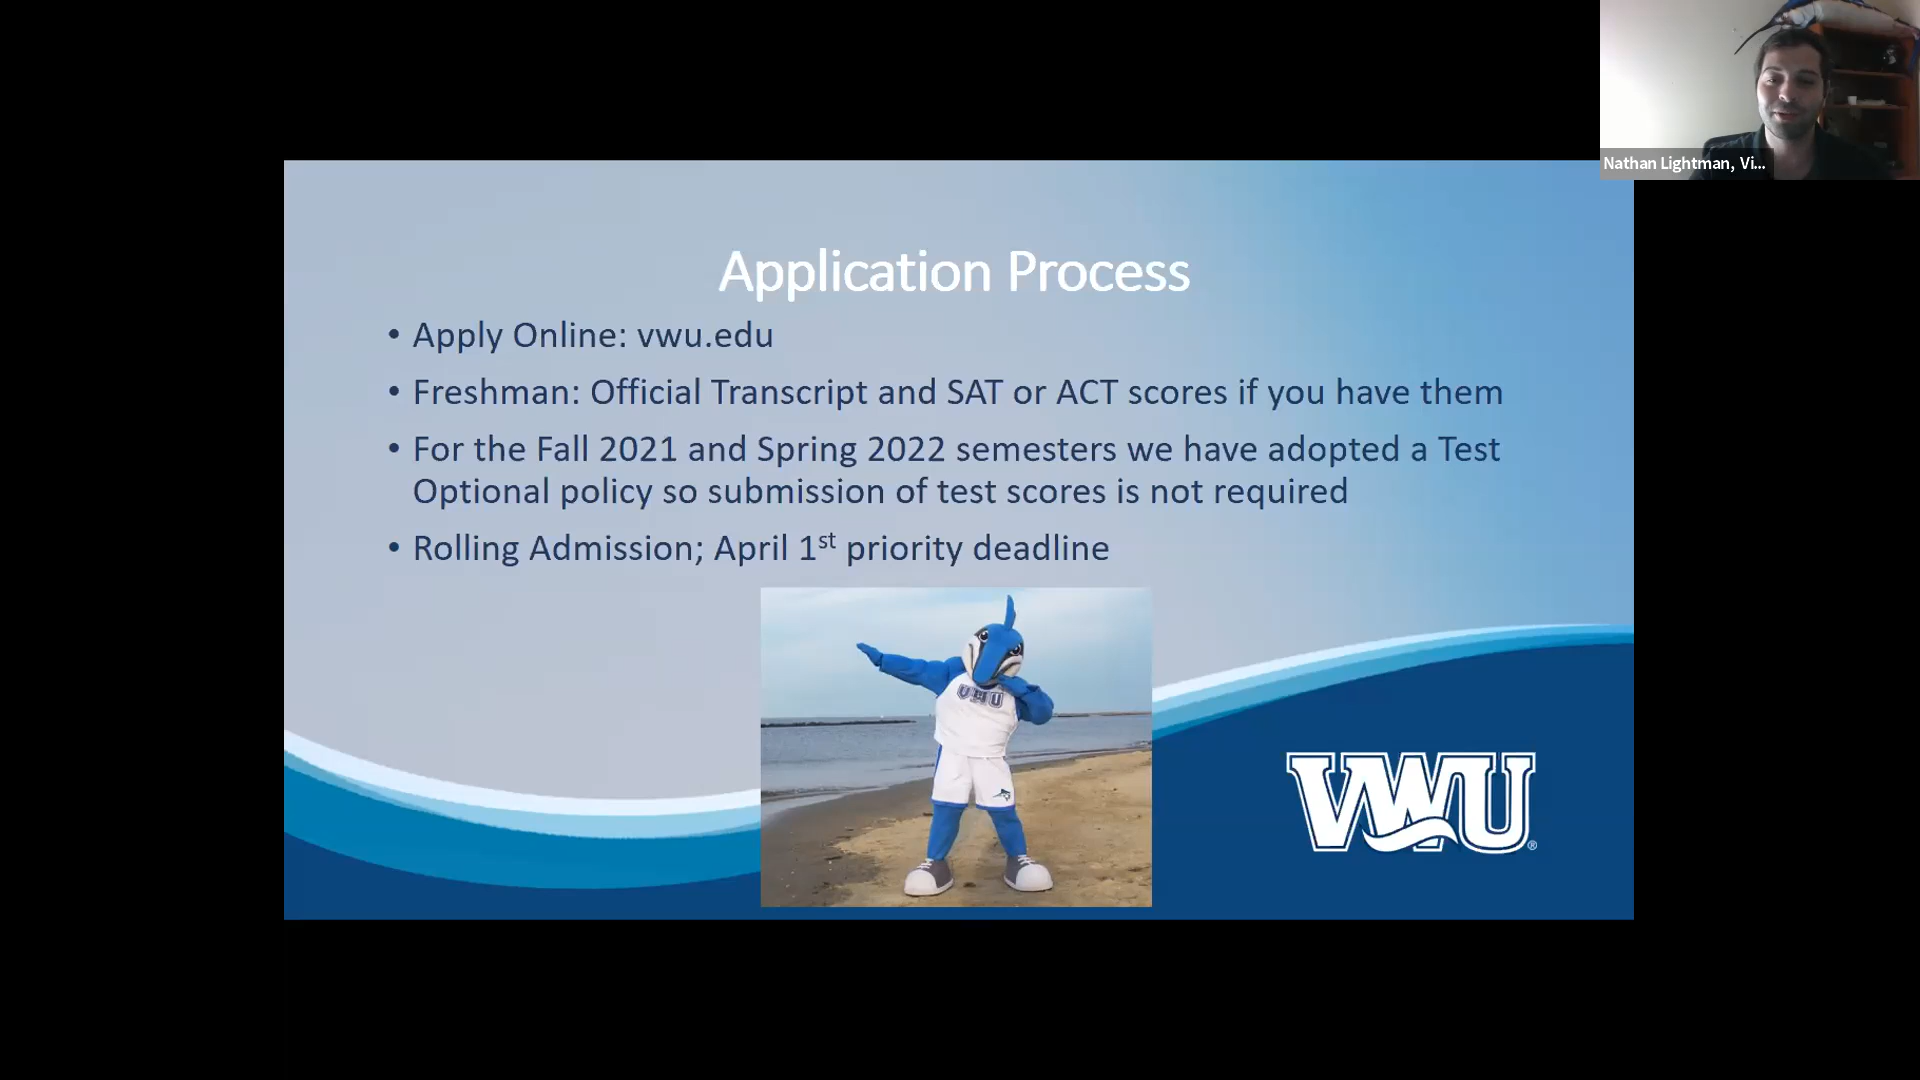 Nathan Lightman, Vi...
Application Process
• Apply Online: vwu.edu
• Freshman: Official Transcript and SAT or ACT scores if you have them
• For the Fall 2021 and Spring 2022 semesters we have adopted a Test
Optional policy so submission of test scores is not required
• Rolling Admission; April 1st priority deadline
VWU
VWU®